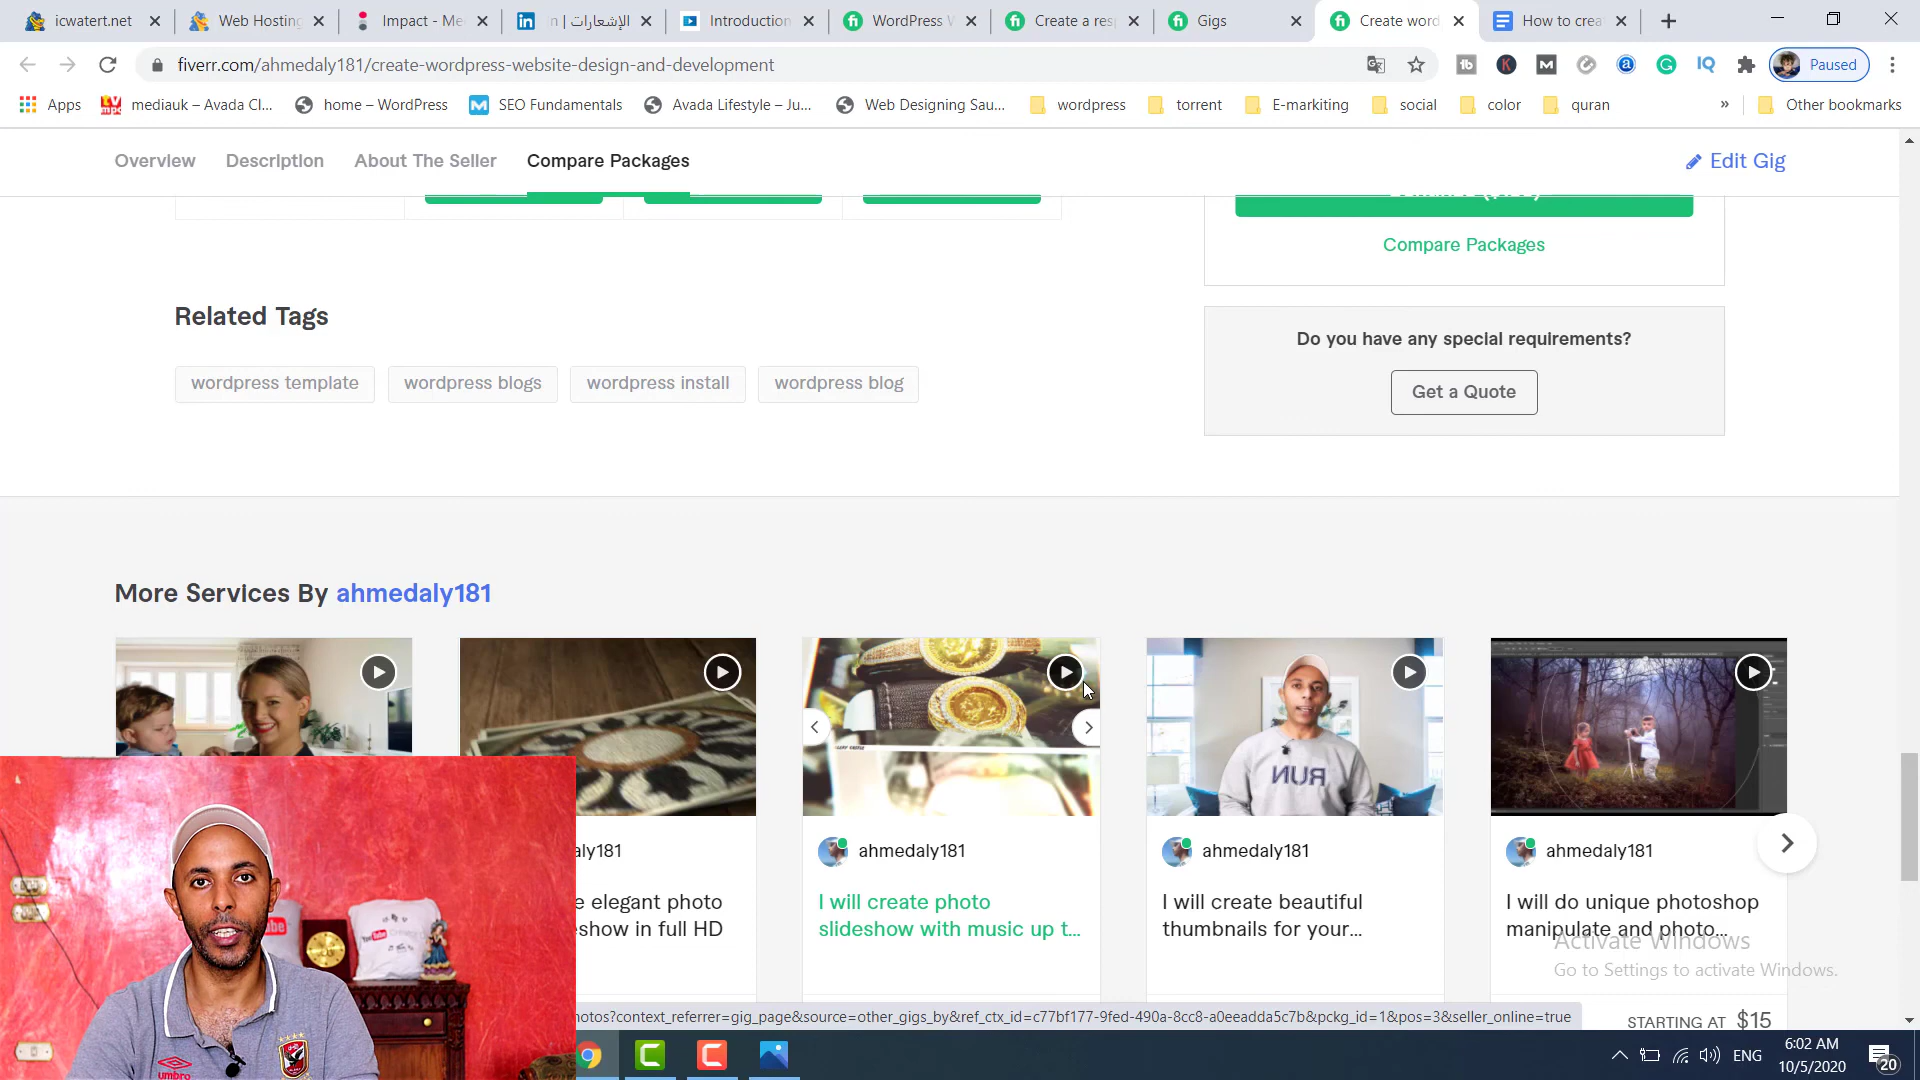 icwatert.net
Web Hosting
Impact - Me
in | الإشعارات
Introduction
WordPress
Create a res
Gigs
Create word
How to crea
fiverr.com/ahmedaly181/create-wordpress-website-design-and-development
Paused
Apps
mediauk – Avada Cl...
home – WordPress
SEO Fundamentals
Avada Lifestyle – Ju...
Web Designing Sau...
wordpress
torrent
E-markiting
social
color
quran
»
Other bookmarks
Overview
Description
About The Seller
Compare Packages
Edit Gig
Compare Packages
Related Tags
Do you have any special requirements?
wordpress template
wordpress blogs
wordpress install
wordpress blog
Get a Quote
More Services By ahmedaly181
RUN
aly181
ahmedaly181
ahmedaly181
ahmedaly181
e elegant photo
show in full HD
I will create photo
slideshow with music up t...
I will create beautiful
thumbnails for your...
I will do unique photoshop
manipulate and photo...
Activate Windows
Go to Settings to activate Windows.
YouTube
umbro
otos?context_referrer=gig_page&source=other_gigs_by&ref_ctx_id=c77bf177-9fed-490a-8cc8-a0eeadda5c7b&pckg_id=1&pos=3&seller_online=true
STARTING AT $15
ENG
6:02 AM
10/5/2020
20